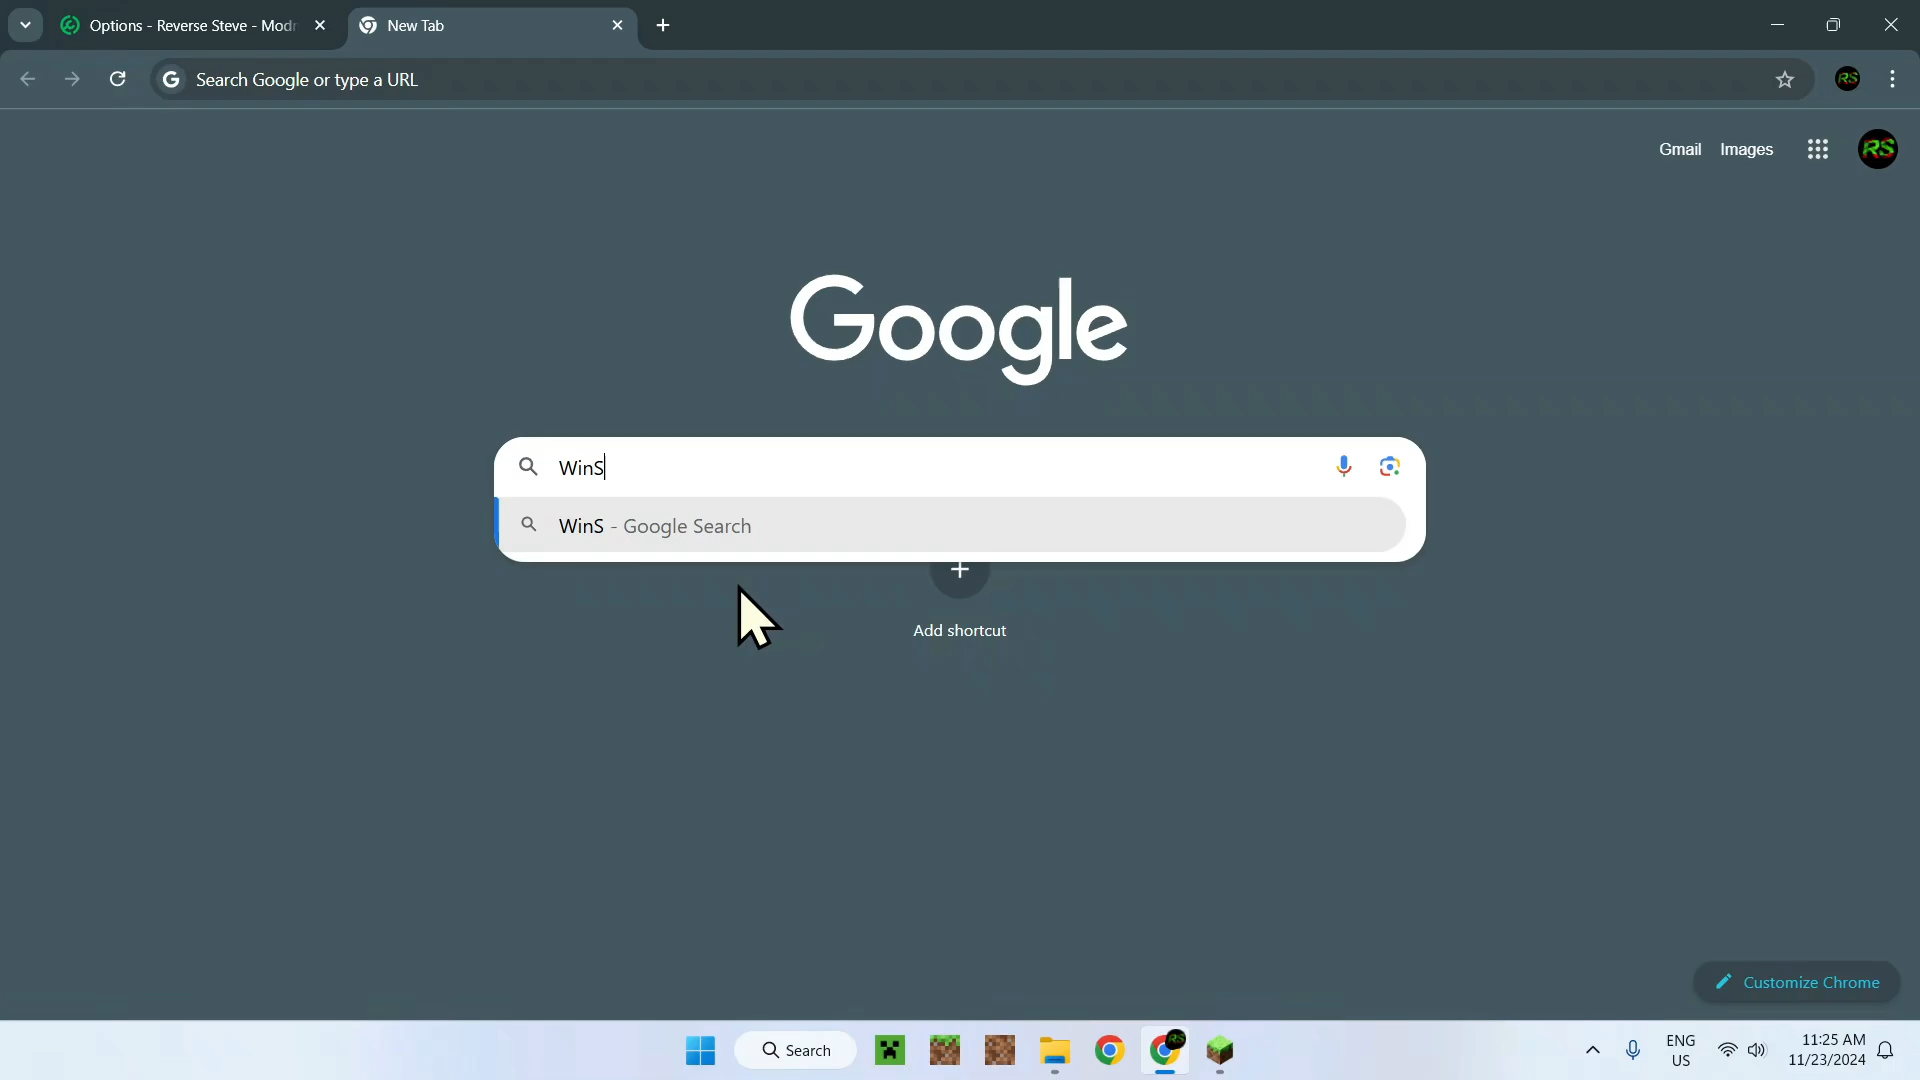 Options - Reverse Steve - Modr
New Tab
Search Google or type a URL
RS
Gmail Images RS
Google
WinS
WinS - Google Search
Add shortcut
Customize Chrome
Search
RS
ENG
US
11:25 AM
11/23/2024